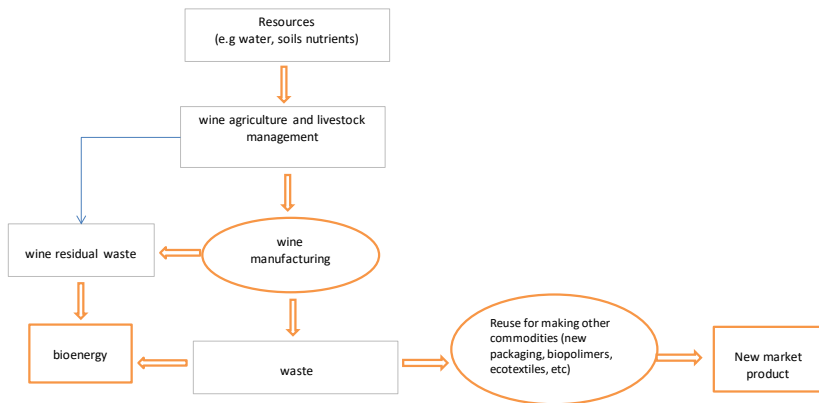 Resources
(e.g water, soils nutrients)
wine agriculture and livestock
management
wine residual waste
wine
manufacturing
bioenergy
waste
Reuse for making other
commodities (new
packaging, biopolimers,
ecotextiles, etc)
New market
product